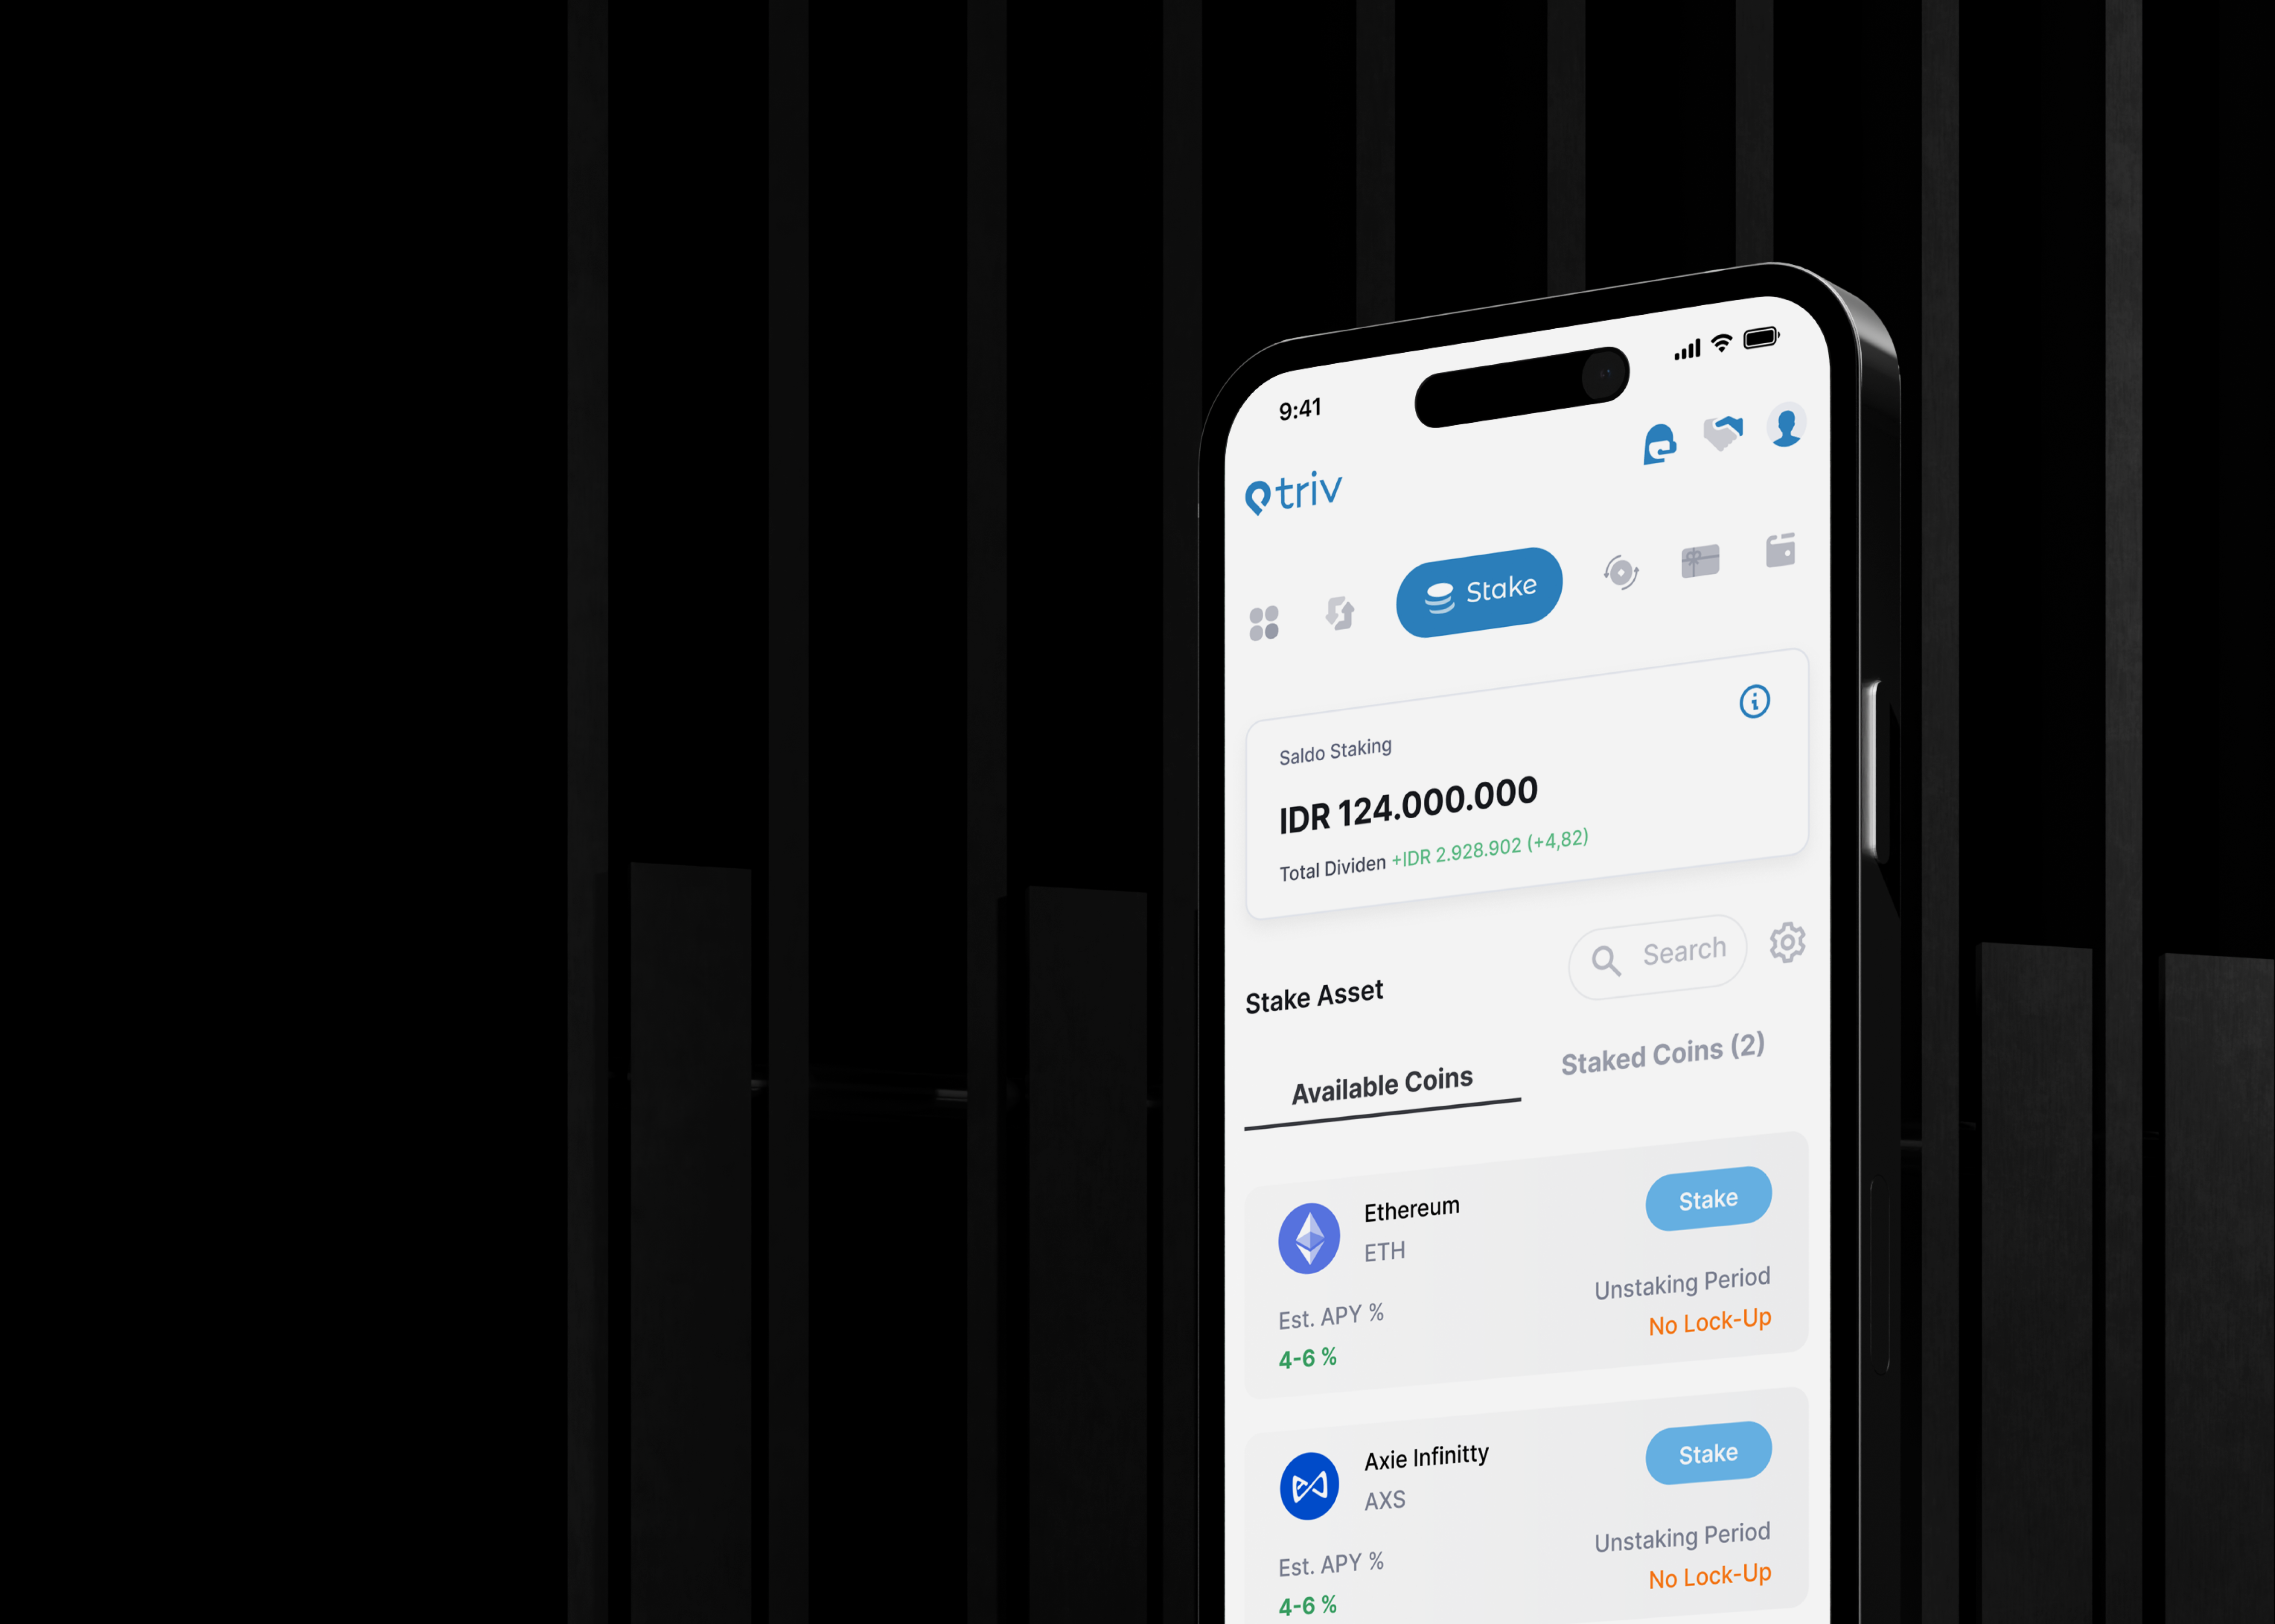 9:41
triv
Stake
Saldo Staking
IDR 124.000.000
Total Dividen +IDR 2.928.902 (+4,82)
Search
Stake Asset
Available Coins
Staked Coins (2)
Ethereum
Stake
ETH
Unstaking Period
Est. APY %
No Lock-Up
4-6 %
Axie Infinitty
Stake
AXS
Unstaking Period
Est. APY %
No Lock-Up
4-6 %